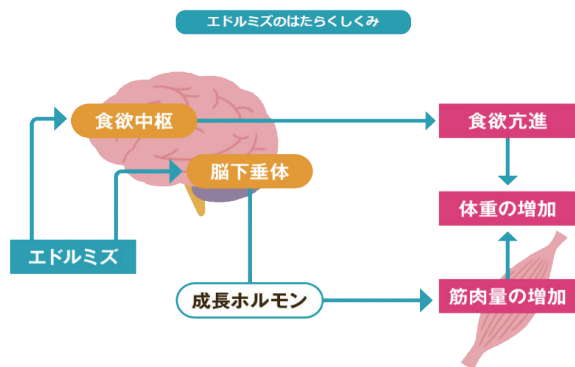 エドルミズのはたらくしくみ
食欲中枢
食欲亢進
脳下垂体
体重の増加
エドルミズ
成長ホルモン
筋肉量の増加